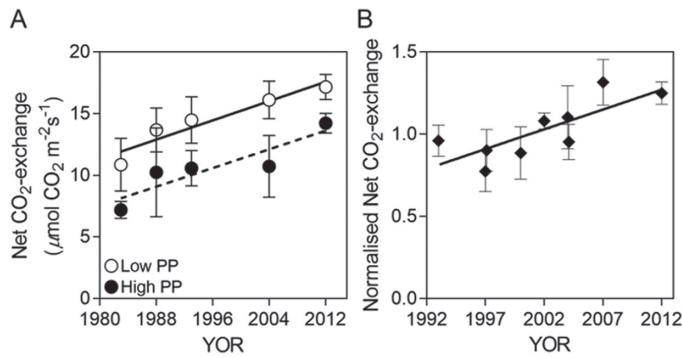 A
Net CO2-exchange
(μmol CO2 m-2s-1)
20
15
10
5
0
Low PP
High PP
1980 1988 1996 2004 2012
YOR
B
Normalised Net CO2-exchange
1.5
1.0
0.5
0.0
1992 1997 2002 2007 2012
YOR